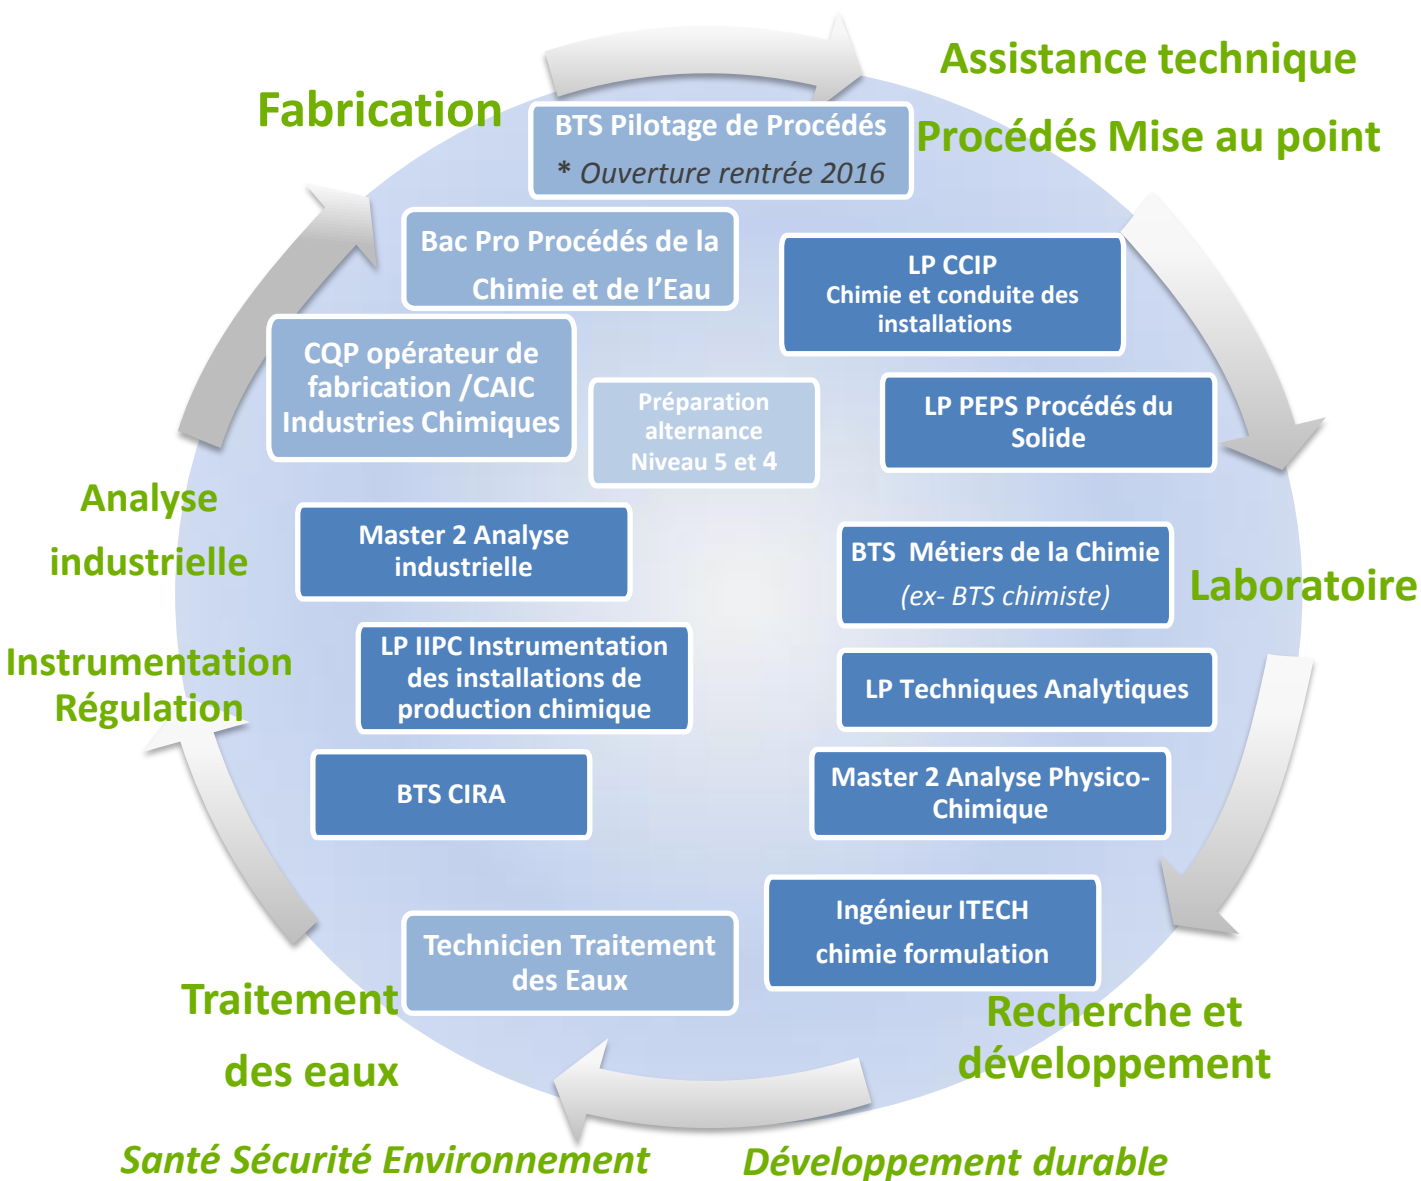 Assistance technique
Fabrication
Procédés Mise au point
BTS Pilotage de Procédés
* Ouverture rentrée 2016
Bac Pro Procédés de la
Chimie et de l’Eau
LP CCIP
Chimie et conduite des
installations
CQP opérateur de
fabrication /CAIC
Industries Chimiques
Préparation
alternance
Niveau 5 et 4
LP PEPS Procédés du
Solide
Analyse
industrielle
Master 2 Analyse
industrielle
BTS  Métiers de la Chimie
(ex- BTS chimiste)
Laboratoire
Instrumentation
Régulation
LP IIPC Instrumentation
des installations de
production chimique
LP Techniques Analytiques
BTS CIRA
Master 2 Analyse Physico-
Chimique
Ingénieur ITECH
chimie formulation
Technicien Traitement
des Eaux
Traitement
des eaux
Recherche et
développement
Santé Sécurité Environnement
Développement durable